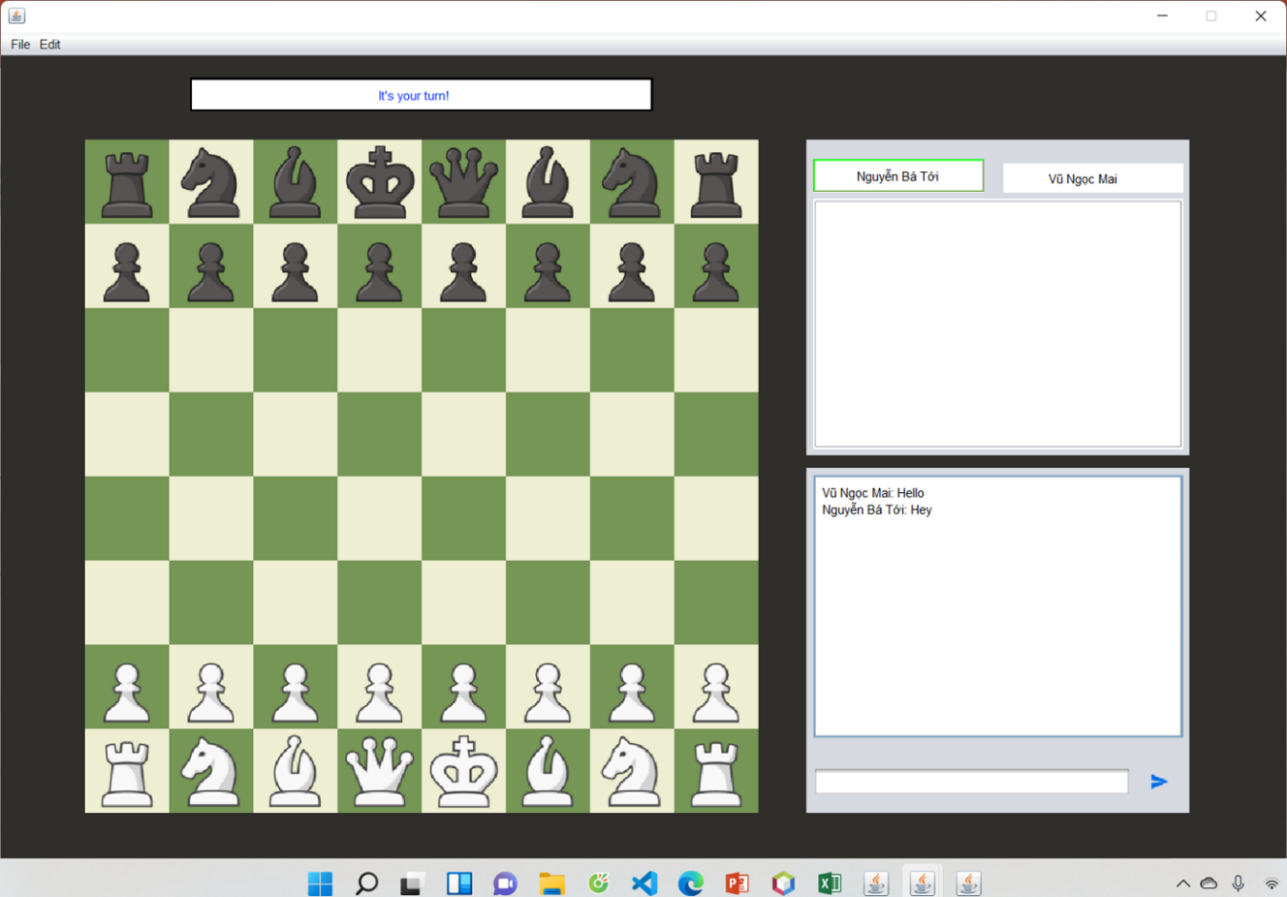 File Edit
It's your turn!
Nguyễn Bá Tới
Vũ Ngọc Mai
Vũ Ngọc Mai: Hello
Nguyễn Bá Tới: Hey